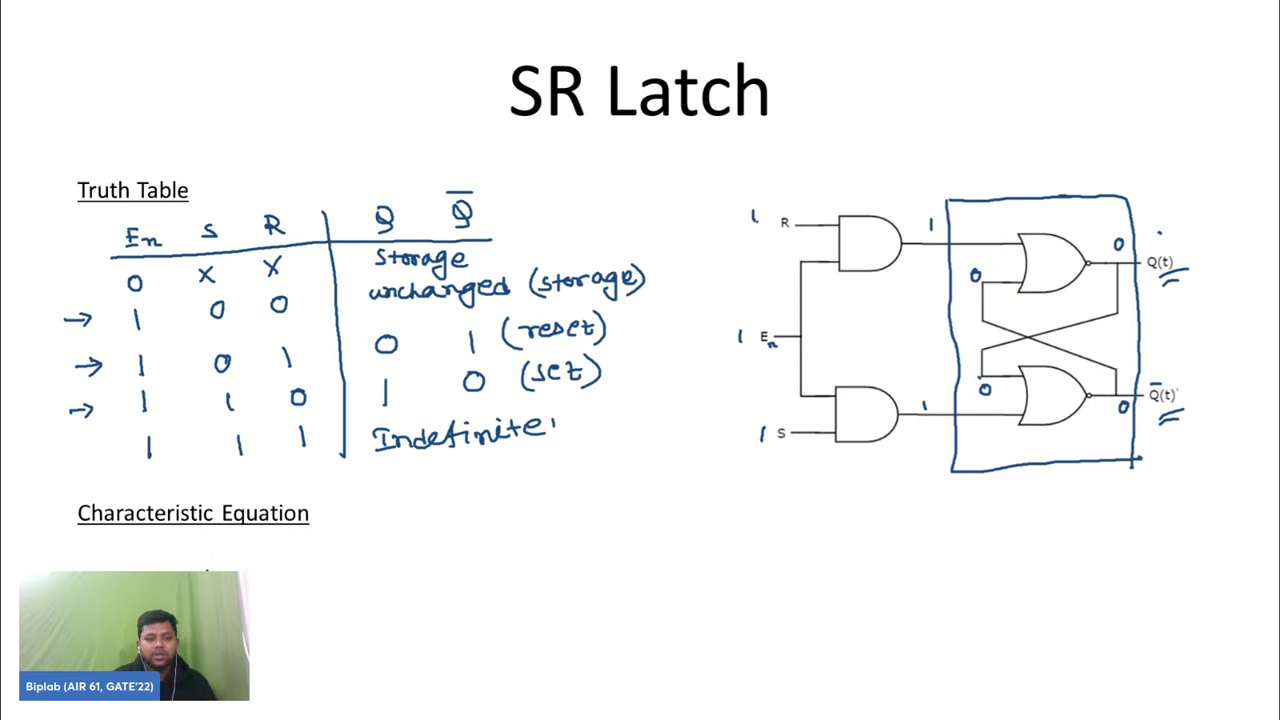 SR Latch
Truth Table
En S R Q Q̅
0 X X storage
1 0 0 unchanged (storage)
→ 1 0 1 0 1 (reset)
→ 1 1 0 1 0 (set)
→ 1 1 1 Indefinite
1 R 1 0 Q(t)
0
1 En
0
1 S 1 0 Q̅(t)'
Characteristic Equation
Biplab (AIR 61, GATE'22)